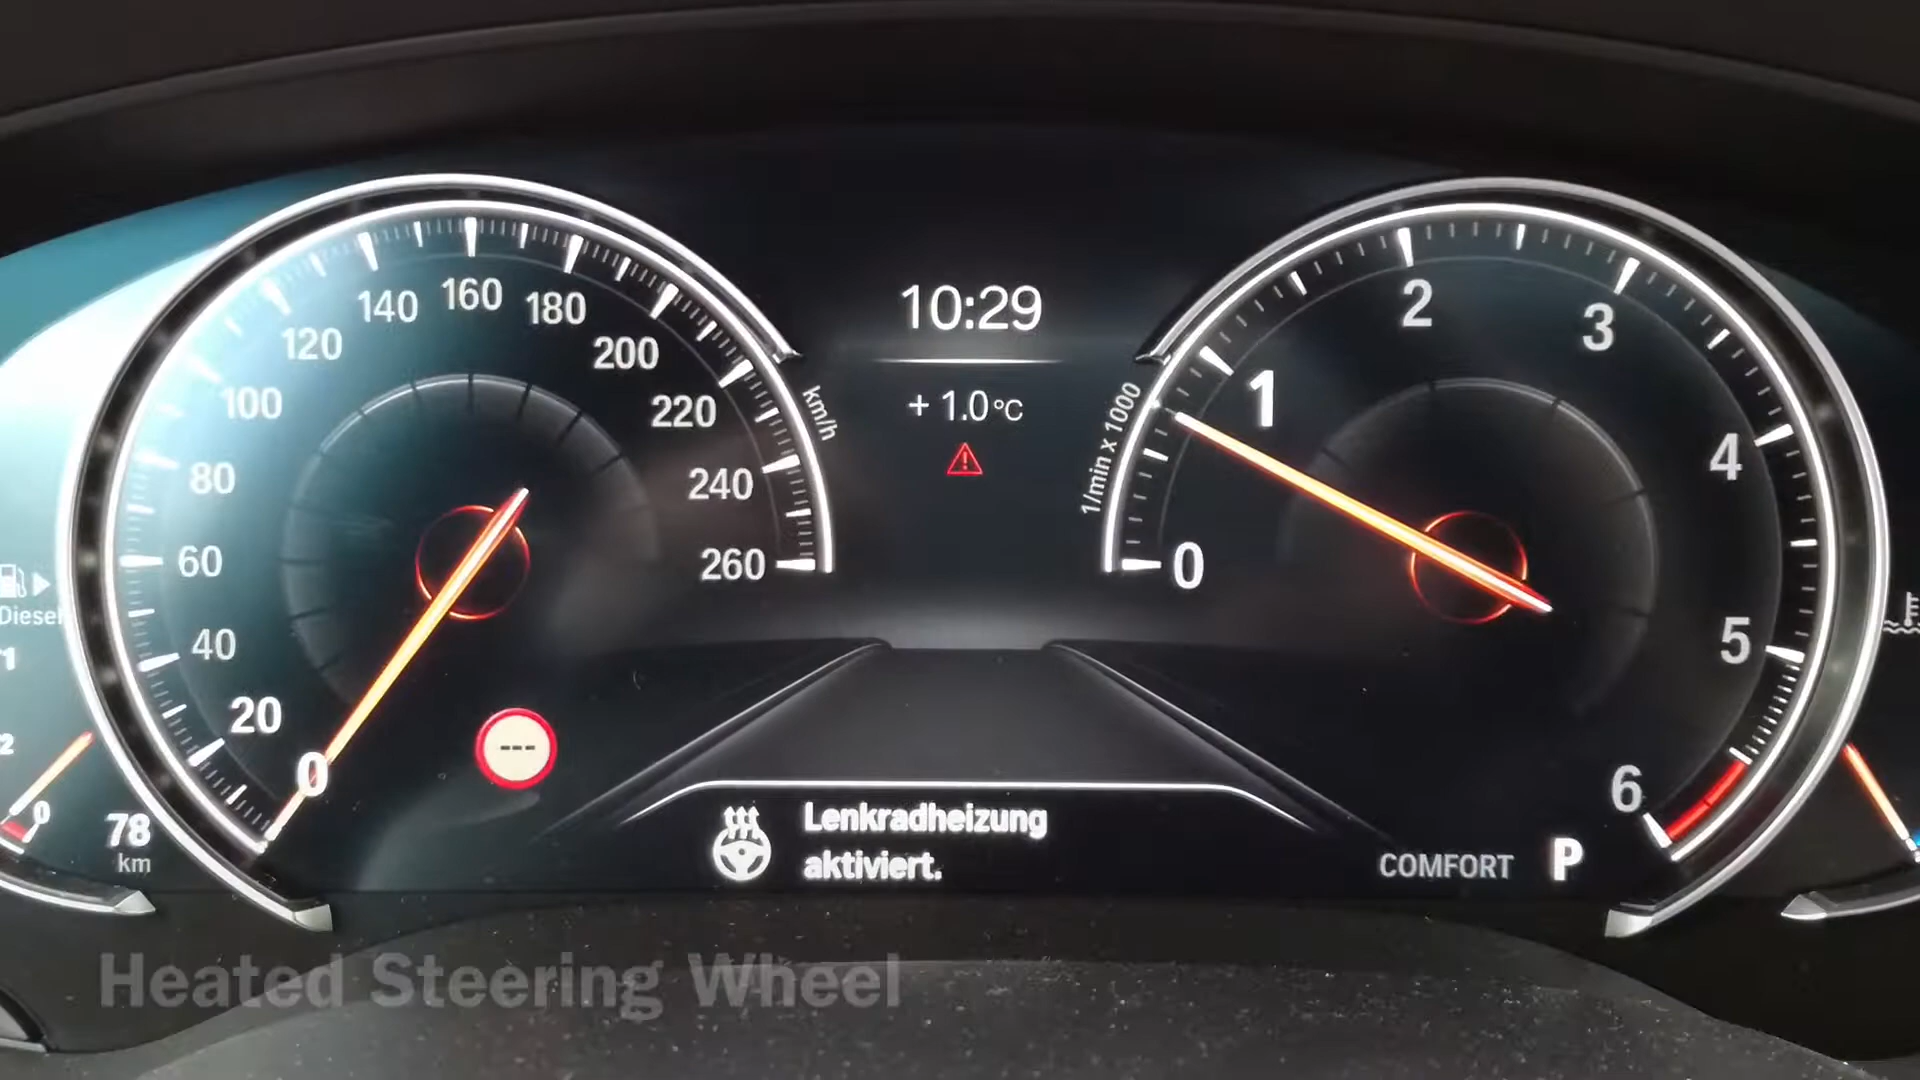 10:29
+ 1.0°C
km/h
0
20
40
60
80
100
120
140
160
180
200
220
240
260
---
1/min x 1000
0
1
2
3
4
5
6
Diesel
0
78
km
Lenkradheizung
aktiviert.
COMFORT P
Heated Steering Wheel